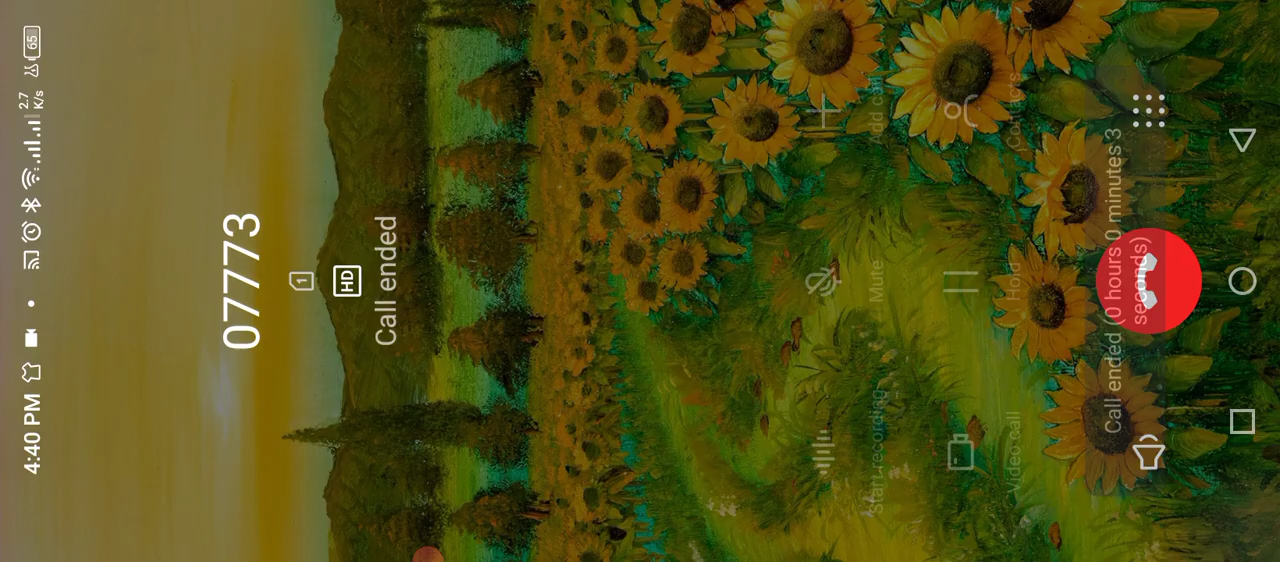 4:40 PM
2.7
K/s
65
07773
1
HD
Call ended
Start recording
Mute
Add call
Video call
Hold
Contacts
Call ended (0 hours 0 minutes 3
seconds)